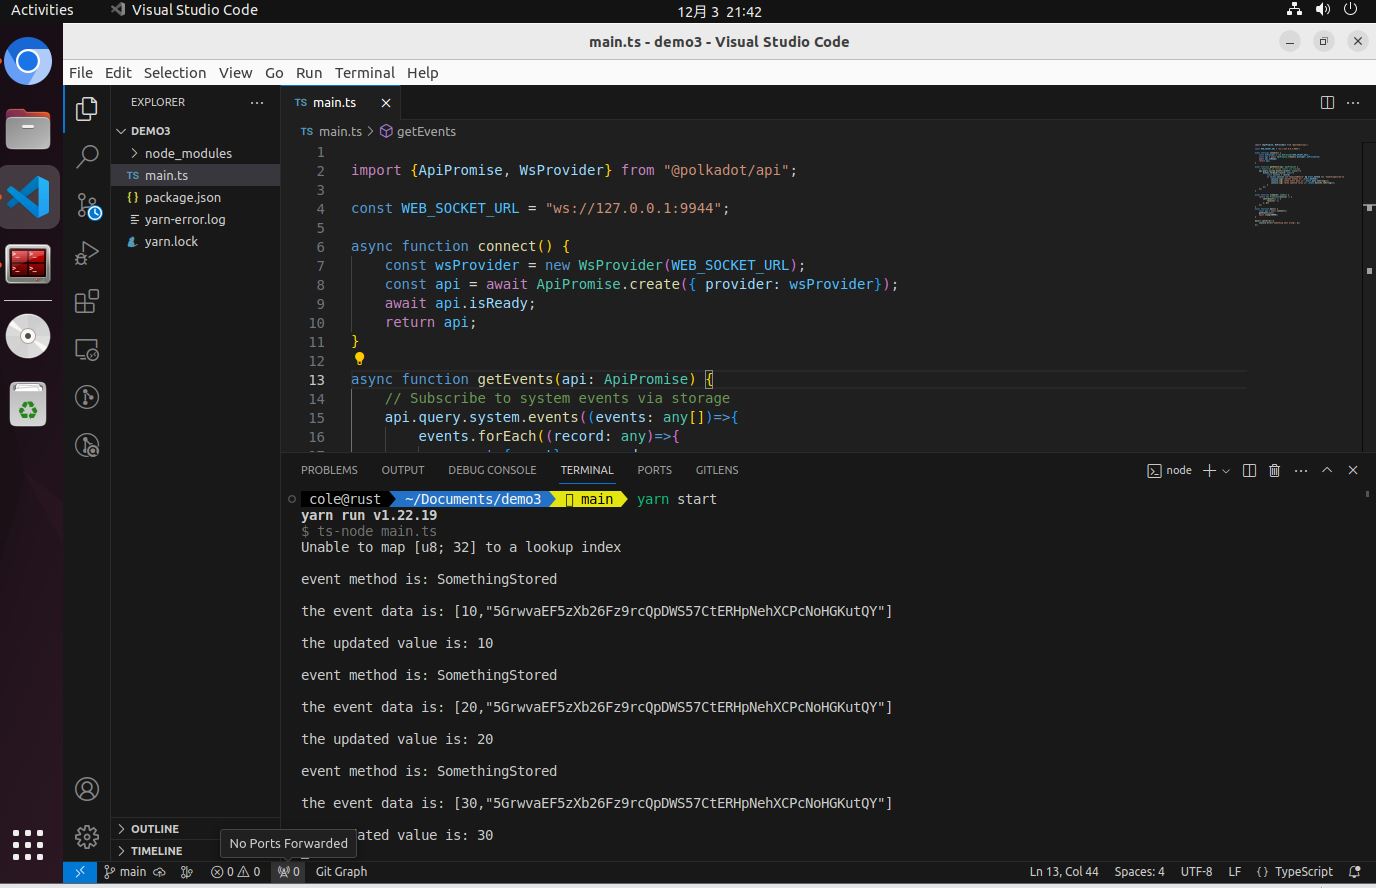 Activities
Visual Studio Code
12月 3 21:42
main.ts - demo3 - Visual Studio Code
File Edit Selection View Go Run Terminal Help
EXPLORER
TS main.ts
DEMO3
TS main.ts > getEvents
node_modules
TS main.ts
{} package.json
yarn-error.log
yarn.lock
1
2 import {ApiPromise, WsProvider} from "@polkadot/api";
3
4 const WEB_SOCKET_URL = "ws://127.0.0.1:9944";
5
6 async function connect() {
7 const wsProvider = new WsProvider(WEB_SOCKET_URL);
8 const api = await ApiPromise.create({ provider: wsProvider});
9 await api.isReady;
10 return api;
11 }
12
13 async function getEvents(api: ApiPromise) {
14 // Subscribe to system events via storage
15 api.query.system.events((events: any[])=>{
16 events.forEach((record: any)=>{
PROBLEMS OUTPUT DEBUG CONSOLE TERMINAL PORTS GITLENS
node
cole@rust ~/Documents/demo3 main yarn start
yarn run v1.22.19
$ ts-node main.ts
Unable to map [u8; 32] to a lookup index
event method is: SomethingStored
the event data is: [10,"5GrwvaEF5zXb26Fz9rcQpDWS57CtERHpNehXCPcNoHGKutQY"]
the updated value is: 10
event method is: SomethingStored
the event data is: [20,"5GrwvaEF5zXb26Fz9rcQpDWS57CtERHpNehXCPcNoHGKutQY"]
the updated value is: 20
event method is: SomethingStored
the event data is: [30,"5GrwvaEF5zXb26Fz9rcQpDWS57CtERHpNehXCPcNoHGKutQY"]
ated value is: 30
OUTLINE
TIMELINE
No Ports Forwarded
main
0 0
0
Git Graph
Ln 13, Col 44 Spaces: 4 UTF-8 LF {} TypeScript